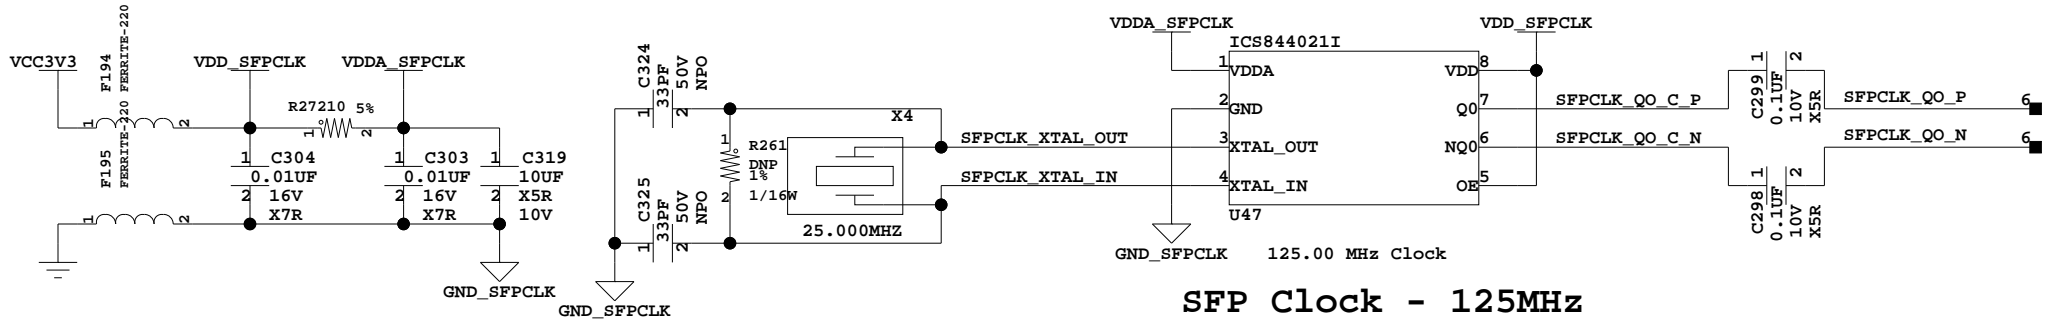 VCC3V3
F194
FERRITE-220
1
2
F195
FERRITE-220
1
2
VDD_SFPCLK
VDDA_SFPCLK
R272 10 5%
1
2
1 C304
0.01UF
2 16V
X7R
1 C303
0.01UF
2 16V
X7R
1 C319
10UF
2 X5R
10V
GND_SFPCLK
C324
33PF
50V
NPO
1
2
C325
33PF
50V
NPO
1
2
GND_SFPCLK
1
R261
DNP
1%
1/16W
2
X4
25.000MHZ
SFPCLK_XTAL_OUT
SFPCLK_XTAL_IN
VDDA_SFPCLK
VDD_SFPCLK
ICS844021I
1 VDDA
2 GND
3 XTAL_OUT
4 XTAL_IN
VDD 8
Q0 7
NQ0 6
OE 5
U47
GND_SFPCLK
125.00 MHz Clock
SFPCLK_QO_C_P
SFPCLK_QO_C_N
C299
0.1UF
10V
X5R
1
2
C298
0.1UF
10V
X5R
1
2
SFPCLK_QO_P
6
SFPCLK_QO_N
6
SFP Clock - 125MHz